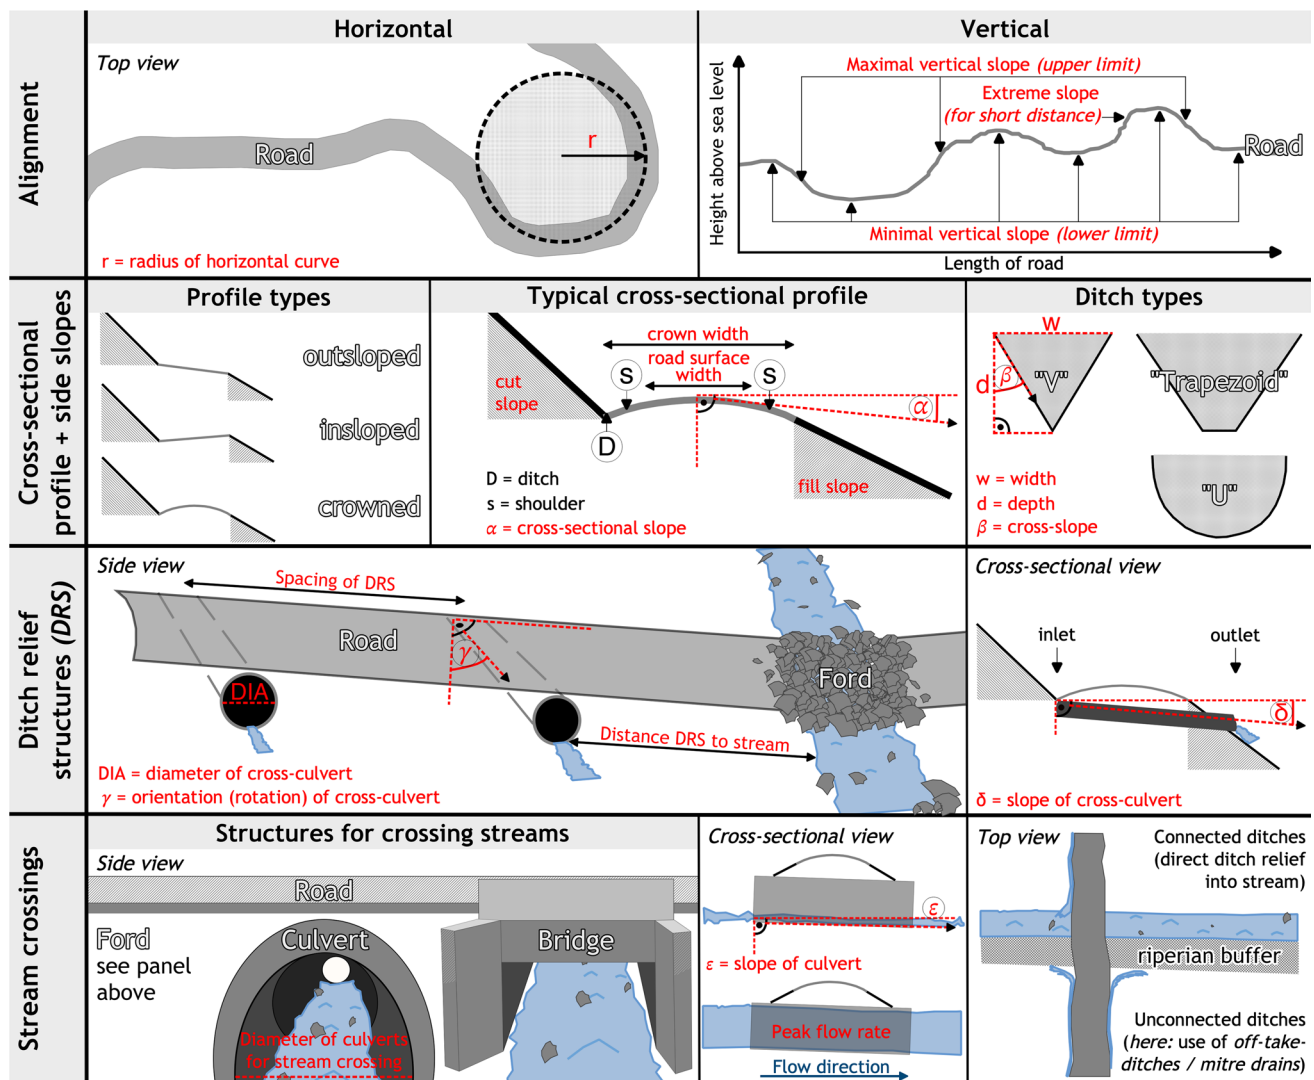 Horizontal
Vertical
Alignment
Top view
Road
r
r = radius of horizontal curve
Height above sea level
Maximal vertical slope (upper limit)
Extreme slope
(for short distance)
Road
Minimal vertical slope (lower limit)
Length of road
Cross-sectional
profile + side slopes
Profile types
outsloped
insloped
crowned
Typical cross-sectional profile
crown width
road surface
width
S
S
cut
slope
D
α
D = ditch
s = shoulder
α = cross-sectional slope
fill slope
Ditch types
w
d
β
"V"
"Trapezoid"
"U"
w = width
d = depth
β = cross-slope
Ditch relief
structures (DRS)
Side view
Spacing of DRS
Road
γ
DIA
Ford
Distance DRS to stream
DIA = diameter of cross-culvert
γ = orientation (rotation) of cross-culvert
Cross-sectional view
inlet
outlet
δ
δ = slope of cross-culvert
Stream crossings
Structures for crossing streams
Side view
Road
Ford
see panel
above
Culvert
Bridge
Diameter of culverts
for stream crossing
Cross-sectional view
ε
ε = slope of culvert
Peak flow rate
Flow direction
Top view
Connected ditches
(direct ditch relief
into stream)
riperian buffer
Unconnected ditches
(here: use of off-take-
ditches / mitre drains)